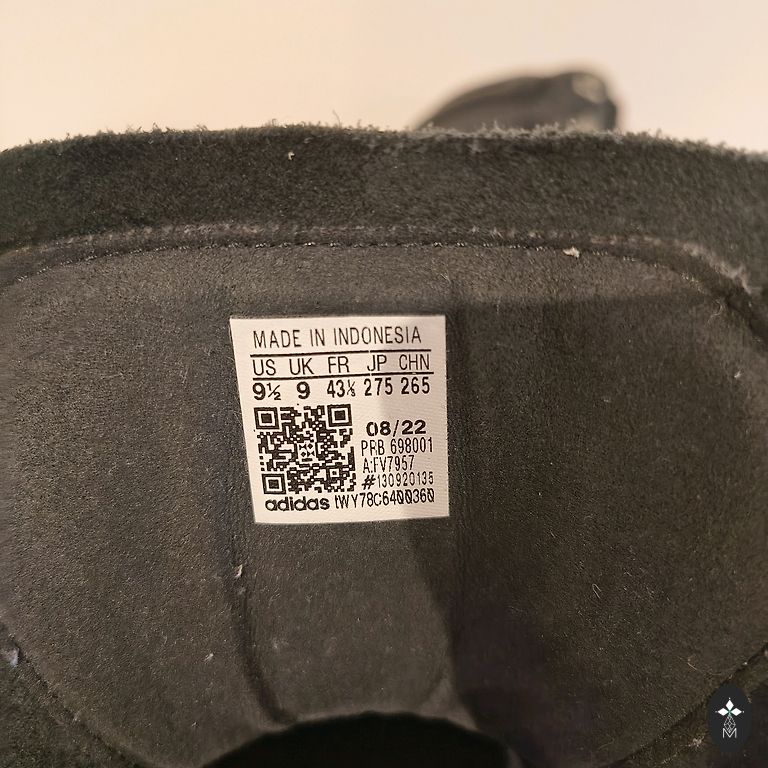 MADE IN INDONESIA
US UK FR JP CHN
9½ 9 43⅓ 275 265
08/22
PRB 698001
A:FV7957
#130920135
adidas tWY78C6400360
M